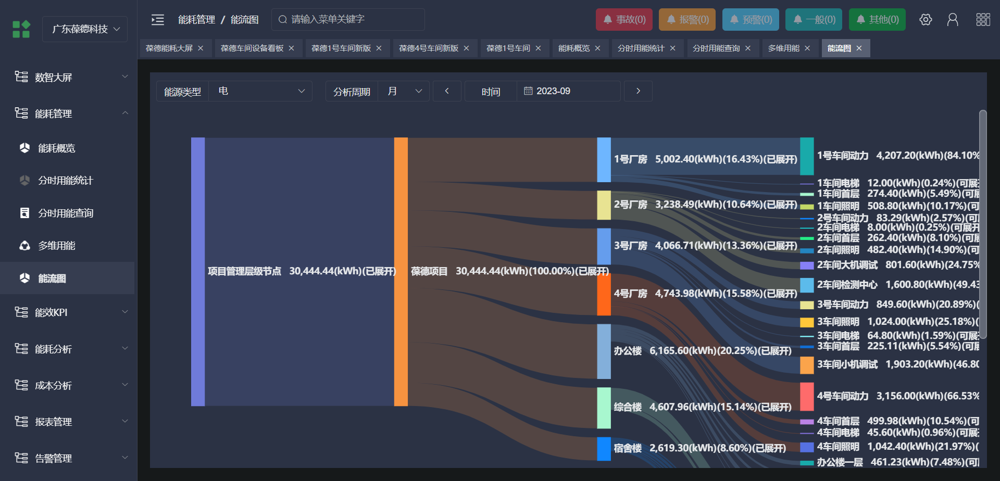 广东葆德科技
能耗管理 / 能流图
请输入菜单关键字
事故(0)
报警(0)
预警(0)
一般(0)
其他(0)
葆德能耗大屏
葆德车间设备看板
葆德1号车间新版
葆德4号车间新版
葆德1号车间
能耗概览
分时用能统计
分时用能查询
多维用能
能流图
数智大屏
能耗管理
能耗概览
分时用能统计
分时用能查询
多维用能
能流图
能效KPI
能耗分析
成本分析
报表管理
告警管理
能源类型 电
分析周期 月
时间 2023-09
项目管理层级节点 30,444.44(kWh)(已展开)
葆德项目 30,444.44(kWh)(100.00%)(已展开)
1号厂房 5,002.40(kWh)(16.43%)(已展开)
2号厂房 3,238.49(kWh)(10.64%)(已展开)
3号厂房 4,066.71(kWh)(13.36%)(已展开)
4号厂房 4,743.98(kWh)(15.58%)(已展开)
办公楼 6,165.60(kWh)(20.25%)(已展开)
综合楼 4,607.96(kWh)(15.14%)(已展开)
宿舍楼 2,619.30(kWh)(8.60%)(已展开)
1号车间动力 4,207.20(kWh)(84.10%
1车间电梯 12.00(kWh)(0.24%)(可展
1车间首层 274.40(kWh)(5.49%)(可展
1车间照明 508.80(kWh)(10.17%)(可
2号车间动力 83.29(kWh)(2.57%)(可
2车间电梯 8.00(kWh)(0.25%)(可展开
2车间首层 262.40(kWh)(8.10%)(可展
2车间照明 482.40(kWh)(14.90%)(可
2车间大机调试 801.60(kWh)(24.75%
2车间检测中心 1,600.80(kWh)(49.43
3号车间动力 849.60(kWh)(20.89%)(
3车间照明 1,024.00(kWh)(25.18%)(
3车间电梯 64.80(kWh)(1.59%)(可展
3车间首层 225.11(kWh)(5.54%)(可展
3车间小机调试 1,903.20(kWh)(46.80
4号车间动力 3,156.00(kWh)(66.53%
4车间首层 499.98(kWh)(10.54%)(可
4车间电梯 45.60(kWh)(0.96%)(可展
4车间照明 1,042.40(kWh)(21.97%)(
办公楼一层 461.23(kWh)(7.48%)(可